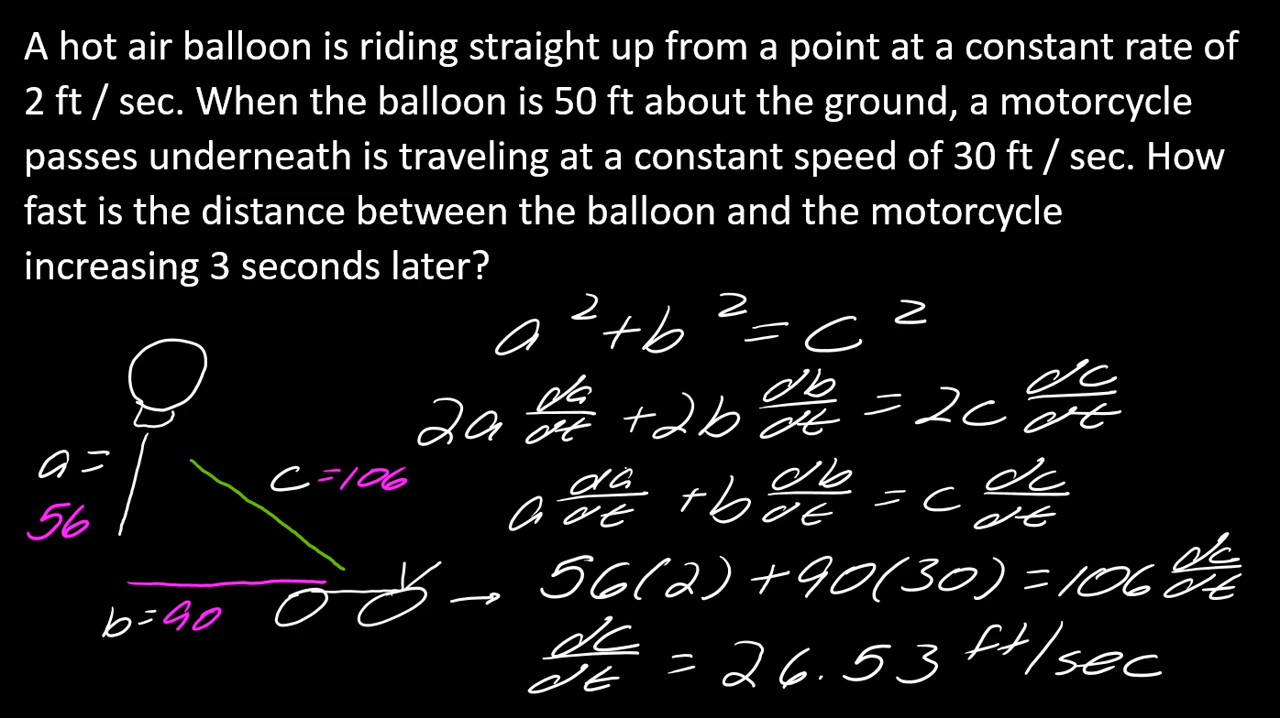 A hot air balloon is riding straight up from a point at a constant rate of
2 ft / sec. When the balloon is 50 ft about the ground, a motorcycle
passes underneath is traveling at a constant speed of 30 ft / sec. How
fast is the distance between the balloon and the motorcycle
increasing 3 seconds later?
a² + b² = c²
2a da/dt + 2b db/dt = 2c dc/dt
a =
56
c = 106
a da/dt + b db/dt = c dc/dt
b = 90
56(2) + 90(30) = 106 dc/dt
dc/dt = 26.53 ft/sec